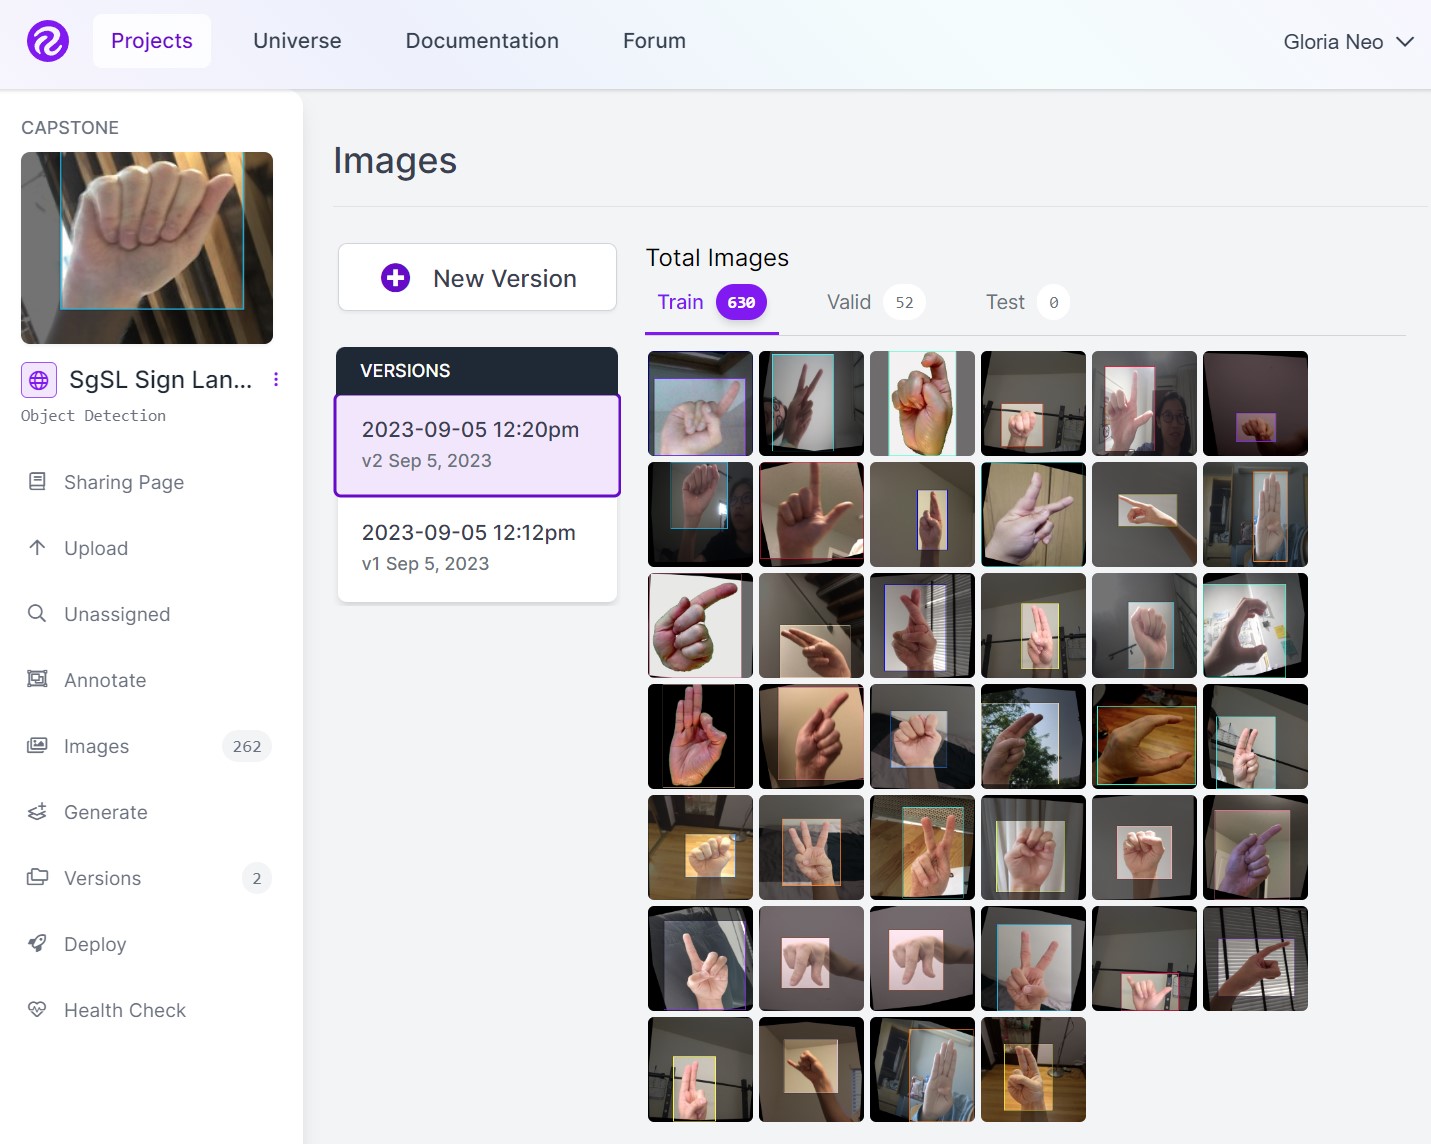 Projects
Universe
Documentation
Forum
Gloria Neo
CAPSTONE
SgSL Sign Lan...
Object Detection
Sharing Page
Upload
Unassigned
Annotate
Images 262
Generate
Versions 2
Deploy
Health Check
Images
New Version
VERSIONS
2023-09-05 12:20pm
v2 Sep 5, 2023
2023-09-05 12:12pm
v1 Sep 5, 2023
Total Images
Train 630
Valid 52
Test 0